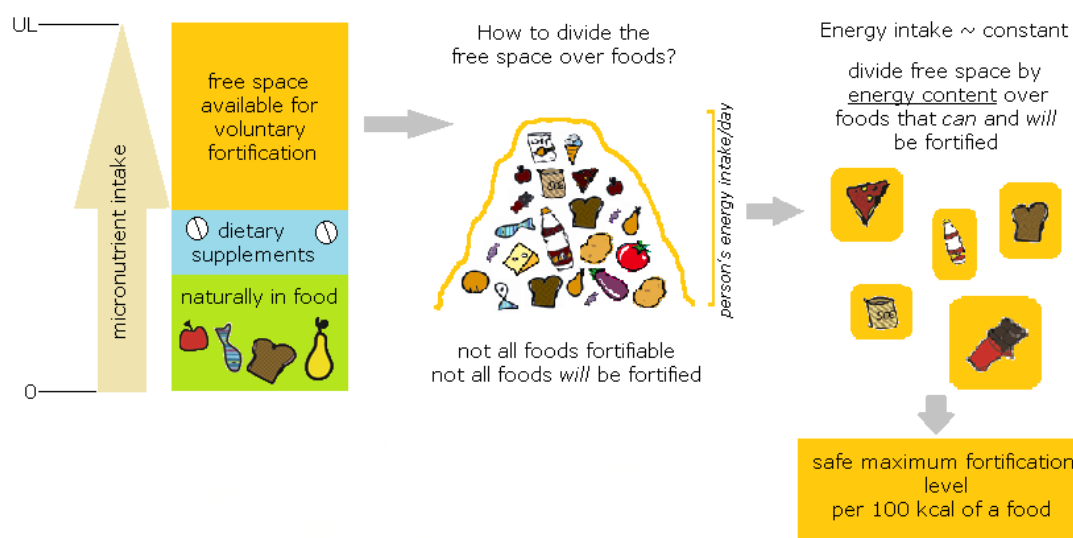 UL
micronutrient intake
0
free space
available for
voluntary
fortification
dietary
supplements
naturally in food
How to divide the
free space over foods?
person's energy intake/day
not all foods fortifiable
not all foods will be fortified
Energy intake ~ constant
divide free space by
energy content over
foods that can and will
be fortified
safe maximum fortification
level
per 100 kcal of a food